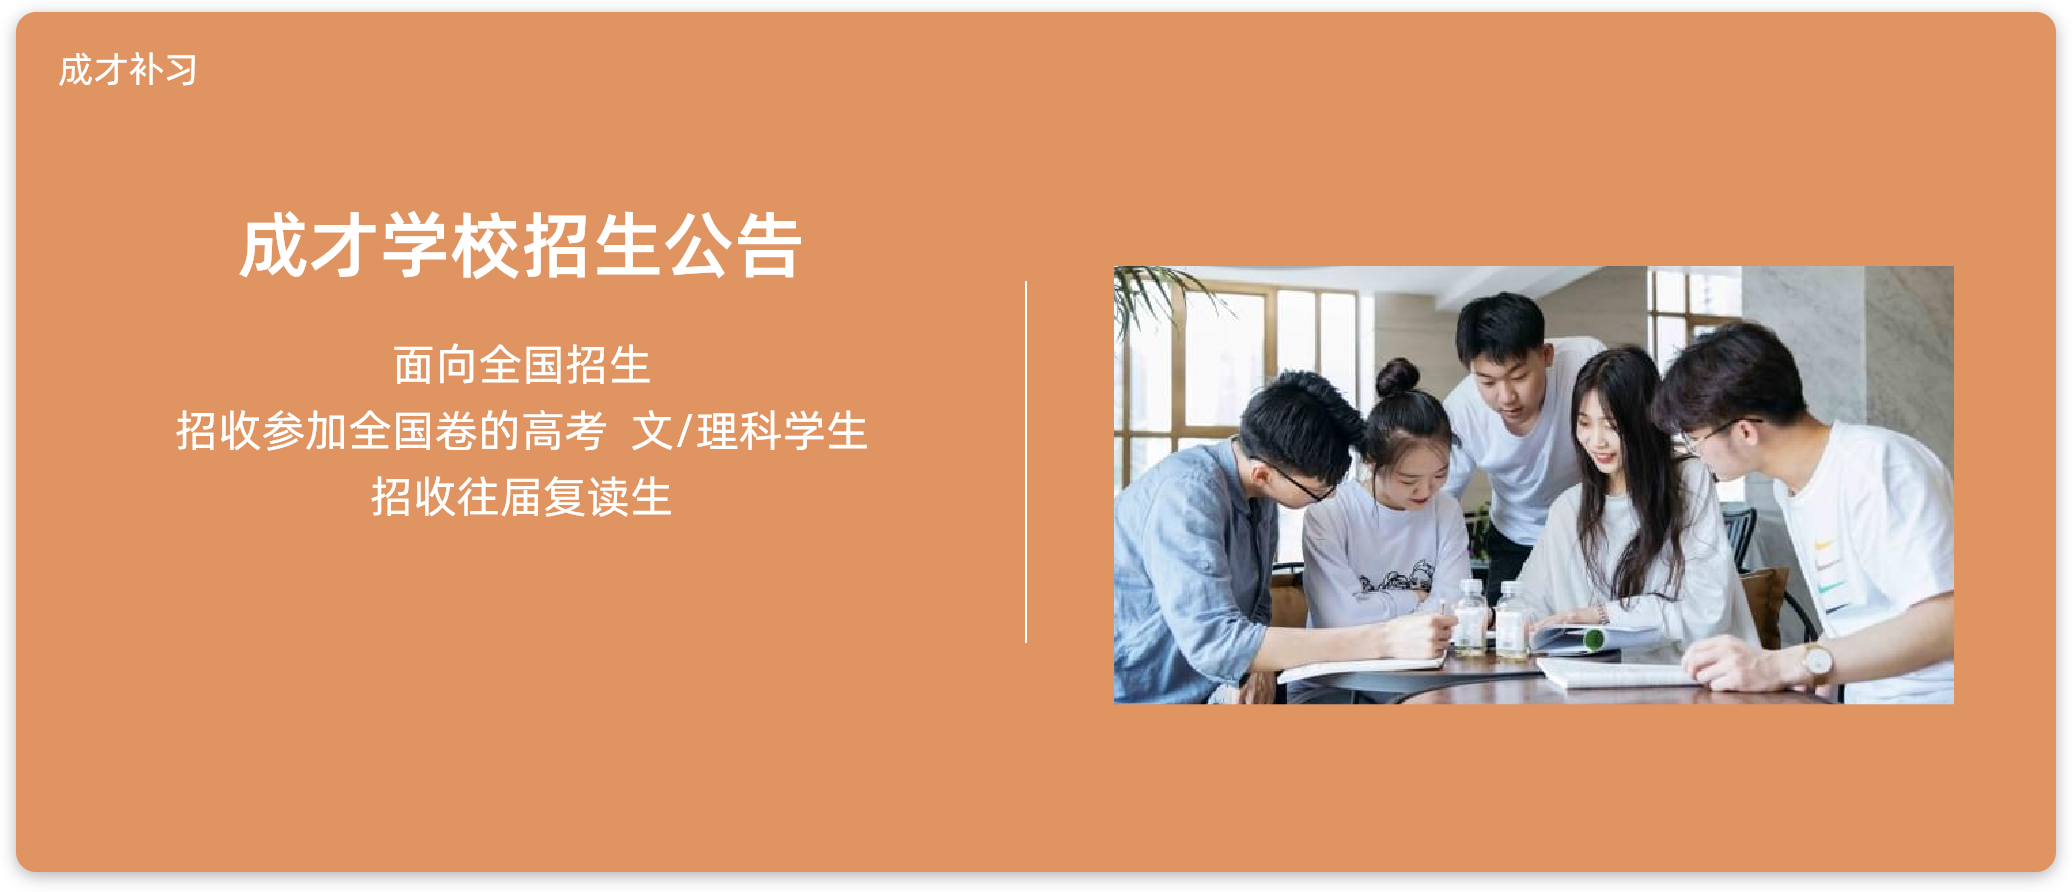 成才补习
成才学校招生公告
面向全国招生
招收参加全国卷的高考 文/理科学生
招收往届复读生